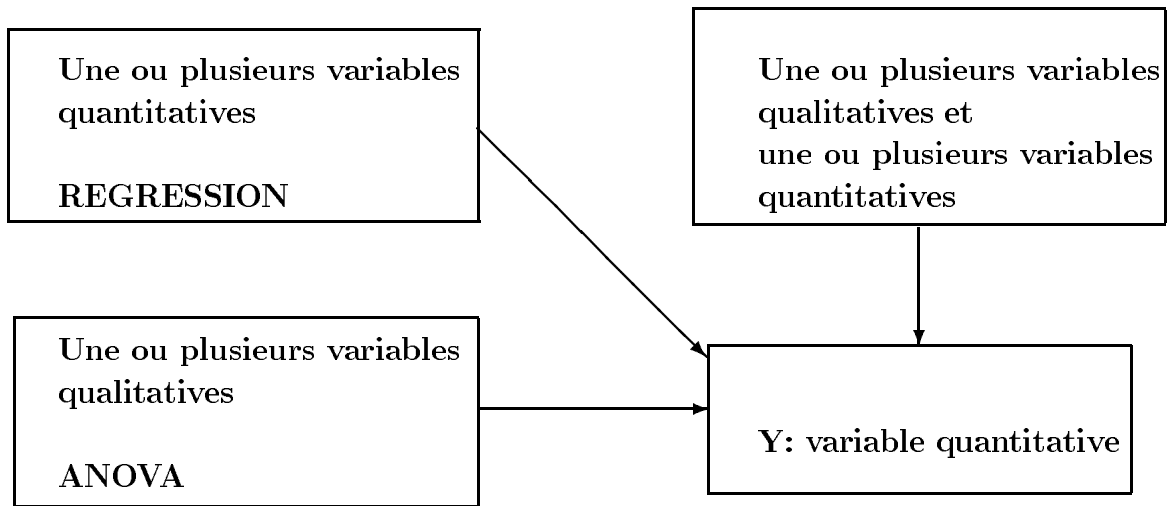 Une ou plusieurs variables
quantitatives
REGRESSION
Une ou plusieurs variables
qualitatives et
une ou plusieurs variables
quantitatives
Une ou plusieurs variables
qualitatives
ANOVA
Y: variable quantitative